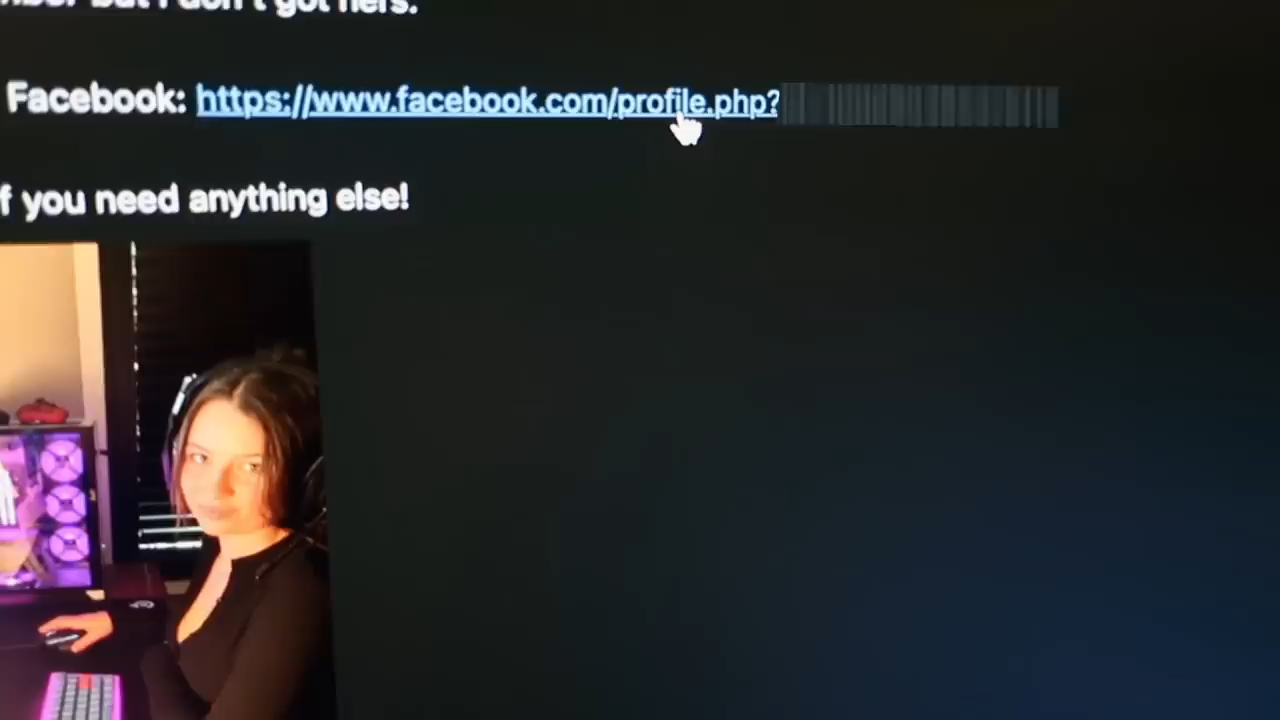 but I don't got hers.
Facebook: https://www.facebook.com/profile.php?
f you need anything else!